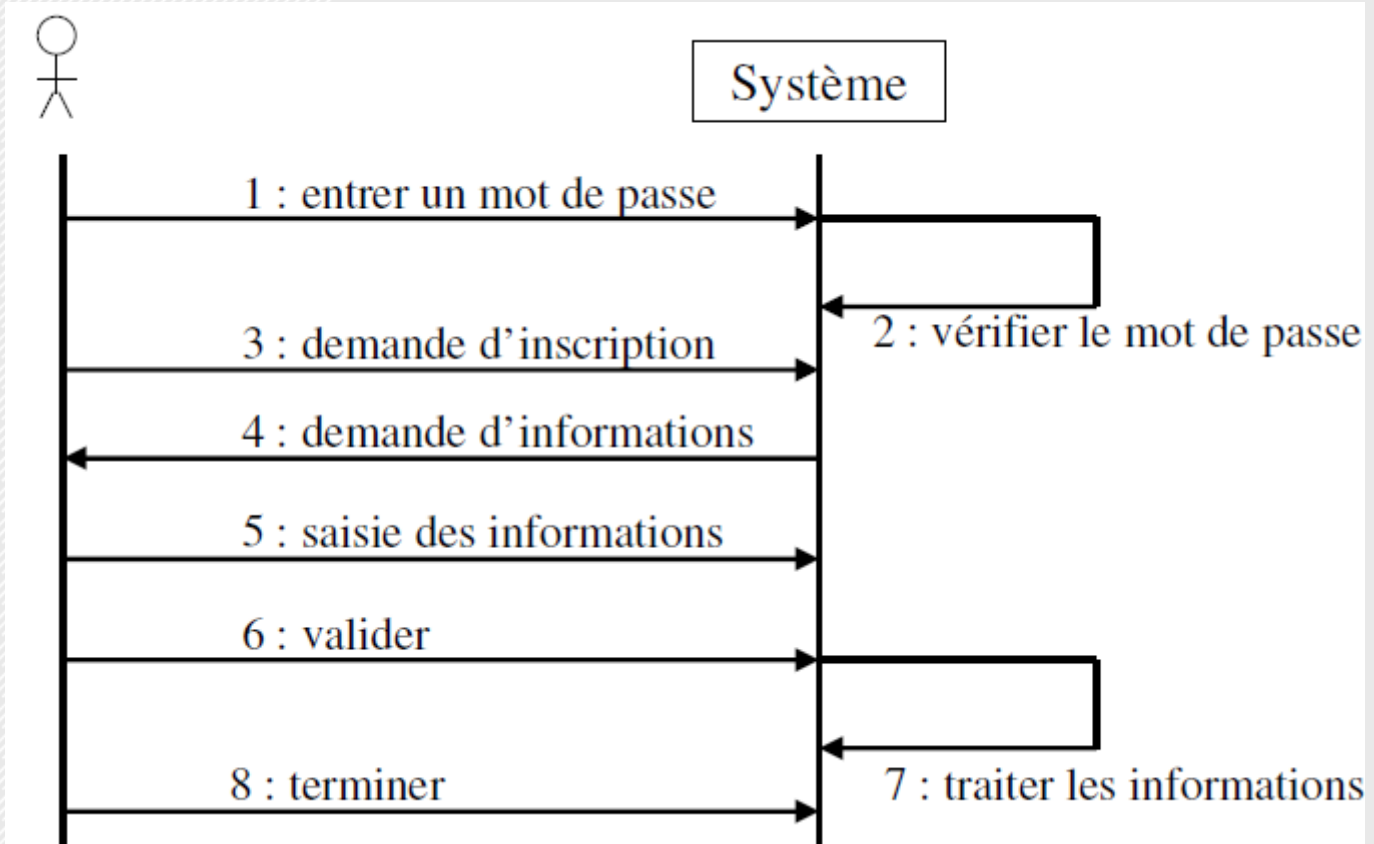 Système
1 : entrer un mot de passe
2 : vérifier le mot de passe
3 : demande d’inscription
4 : demande d’informations
5 : saisie des informations
6 : valider
7 : traiter les informations
8 : terminer